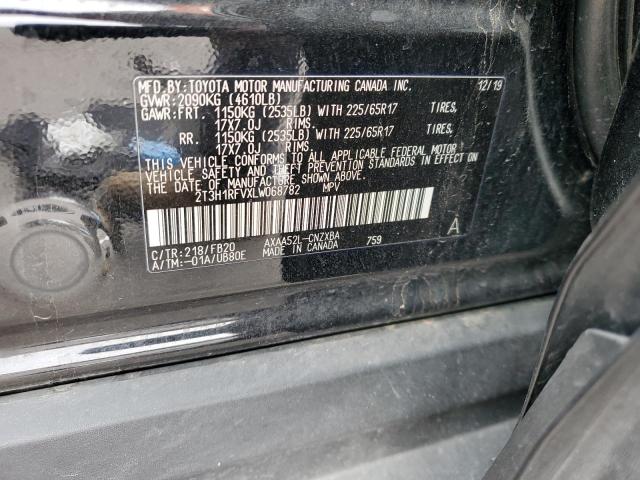 MFD.BY:TOYOTA MOTOR MANUFACTURING CANADA INC. 12/19
GVWR:2090KG (4610LB)
GAWR:FRT. 1150KG (2535LB) WITH 225/65R17 TIRES,
17X7.0J RIMS
RR. 1150KG (2535LB) WITH 225/65R17 TIRES,
17X7.0J RIMS
THIS VEHICLE CONFORMS TO ALL APPLICABLE FEDERAL MOTOR
VEHICLE SAFETY AND THEFT PREVENTION STANDARDS IN EFFECT
ON THE DATE OF MANUFACTURE SHOWN ABOVE.
2T3H1RFVXLW068782 MPV
C/TR:218/FB20 AXAA52L-CNZXBA 759 A
A/TM:-01A/UB80E MADE IN CANADA